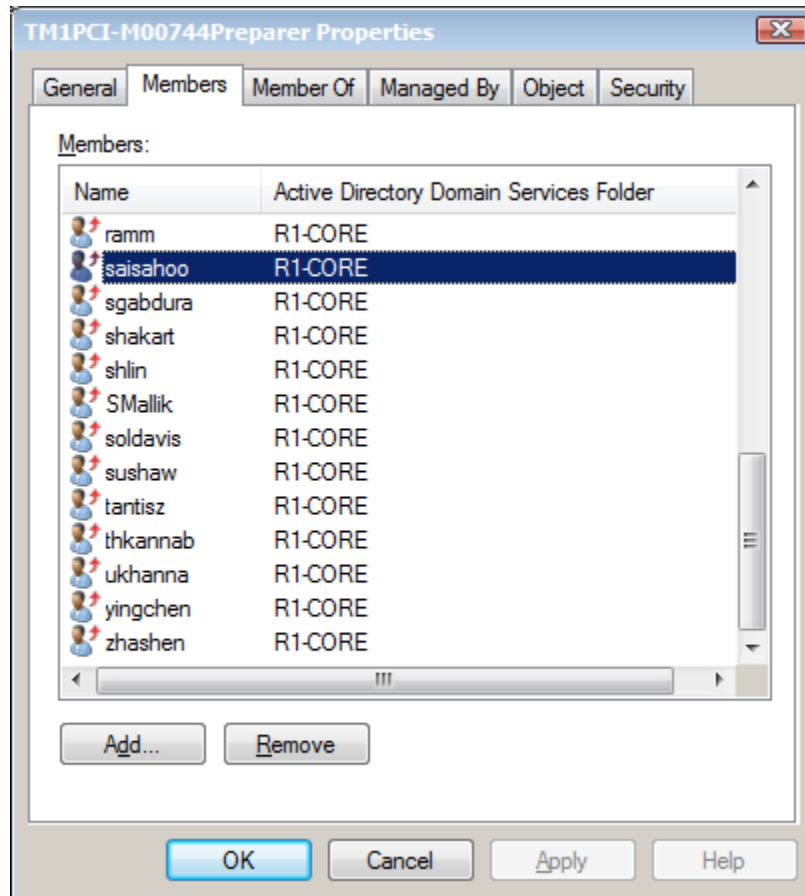 TM1PCI-M00744Preparer Properties
General Members Member Of Managed By Object Security
Members:
Name Active Directory Domain Services Folder
ramm R1-CORE
saisahoo R1-CORE
sgabdura R1-CORE
shakart R1-CORE
shlin R1-CORE
SMallik R1-CORE
soldavis R1-CORE
sushaw R1-CORE
tantisz R1-CORE
thkannab R1-CORE
ukhanna R1-CORE
yingchen R1-CORE
zhashen R1-CORE
Add... Remove
OK Cancel Apply Help